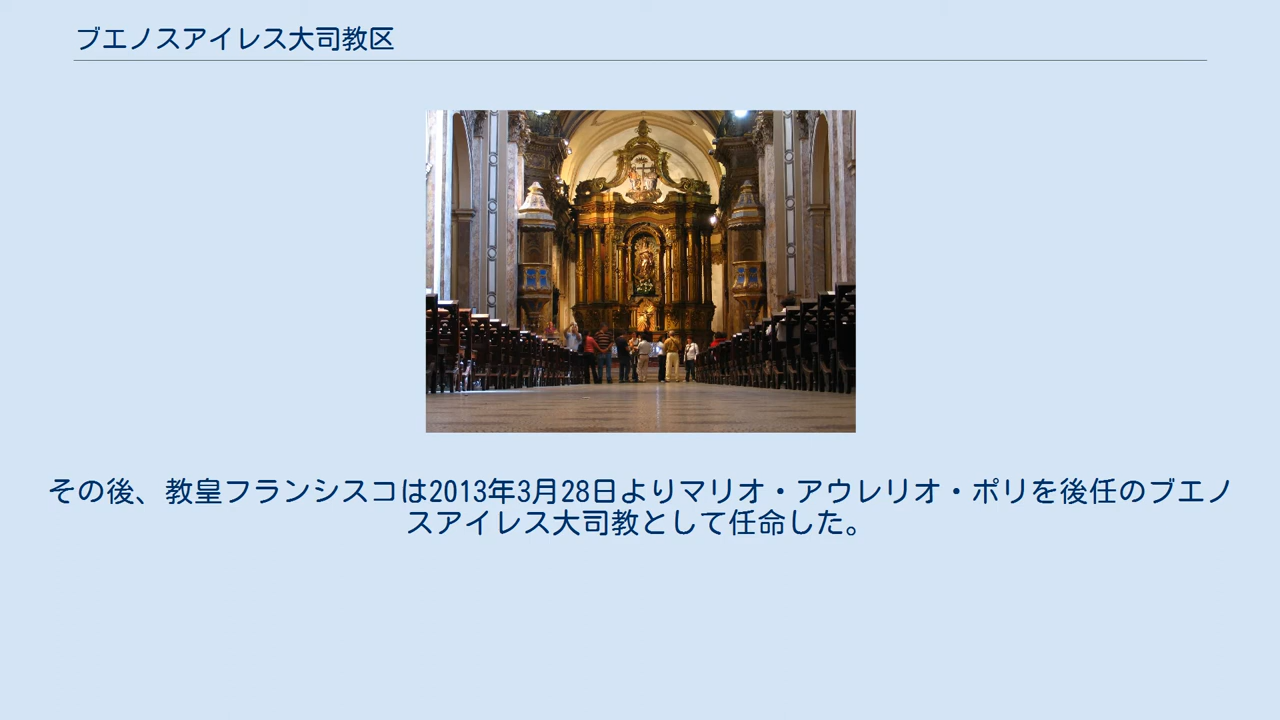 ブエノスアイレス大司教区
その後、教皇フランシスコは2013年3月28日よりマリオ・アウレリオ・ポリを後任のブエノ
スアイレス大司教として任命した。